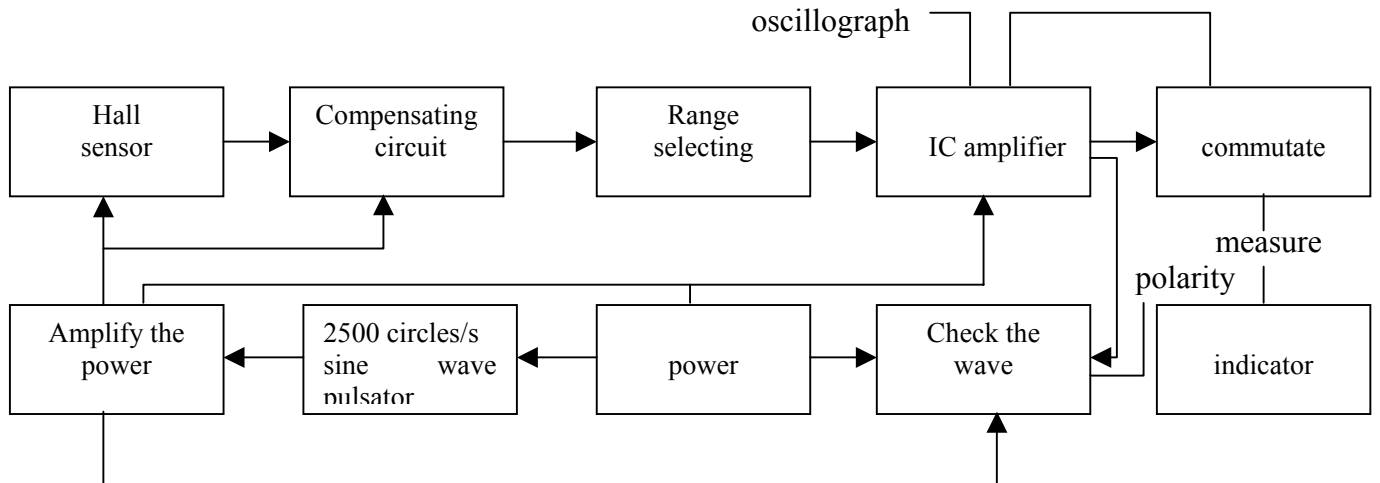 oscillograph
Hall
sensor
Compensating
circuit
Range
selecting
IC amplifier
commutate
measure
polarity
Amplify the
power
2500 circles/s
sine wave
pulsator
power
Check the
wave
indicator